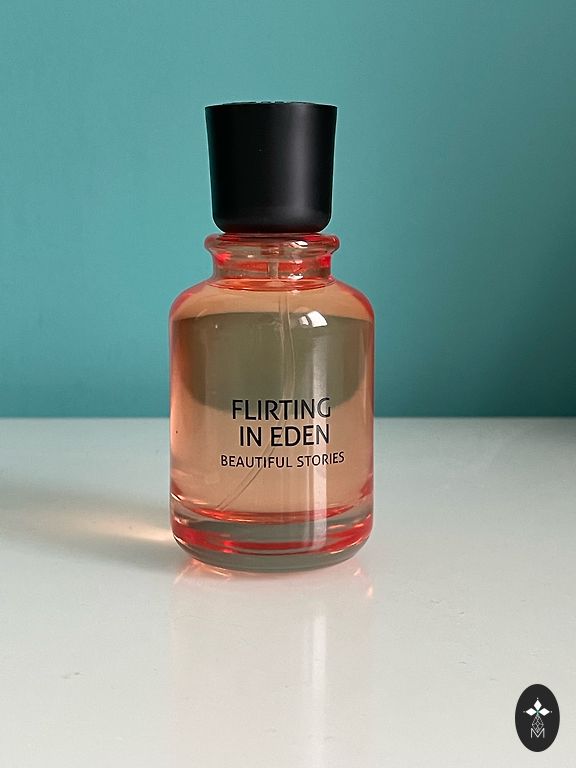 FLIRTING
IN EDEN
BEAUTIFUL STORIES
M